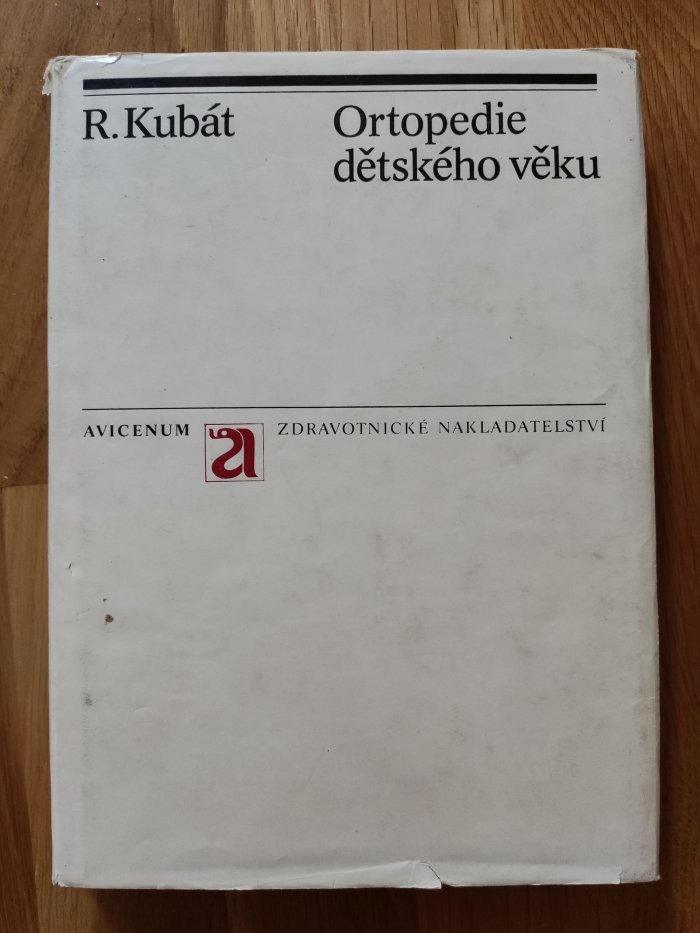 R. Kubát
Ortopedie
dětského věku
AVICENUM
ZDRAVOTNICKÉ NAKLADATELSTVÍ